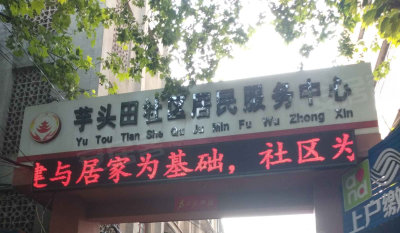 芋头田社区居民服务中心
Yu Tou Tian She Qu Ju Min Fu Wu Zhong Xin
建与居家为基础，社区为
上户